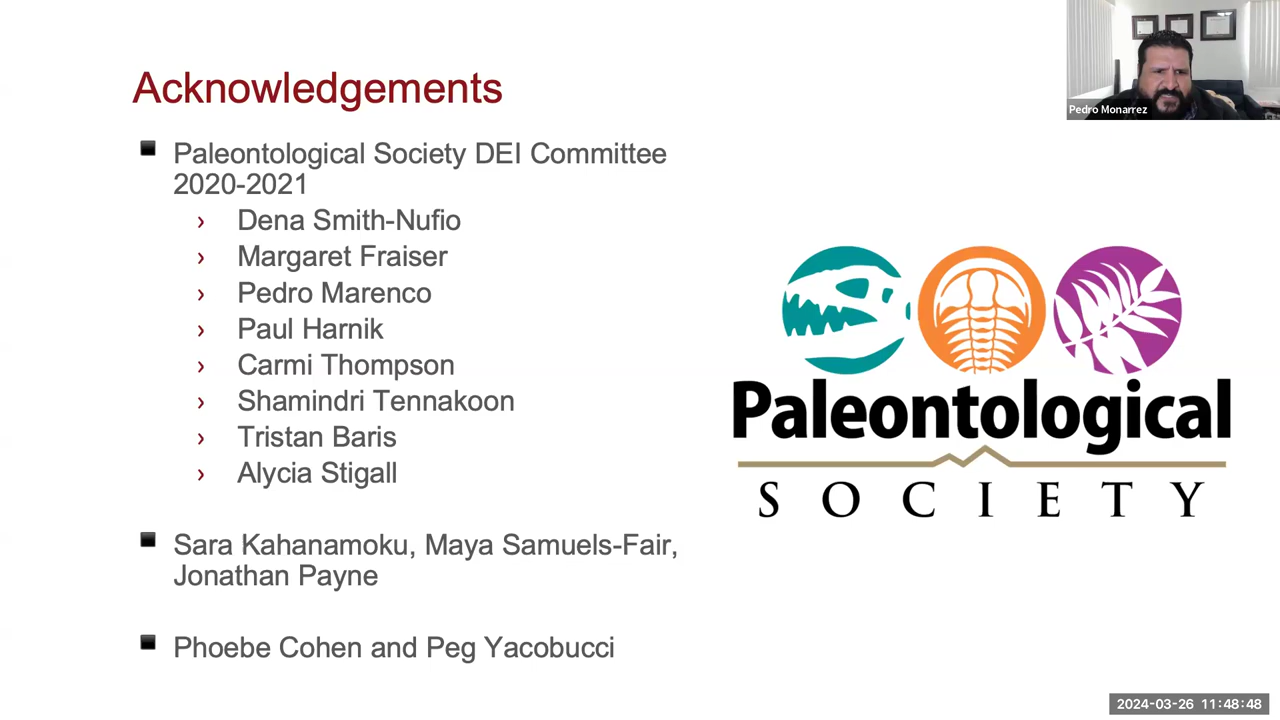 Acknowledgements
Paleontological Society DEI Committee
2020-2021
Dena Smith-Nufio
Margaret Fraiser
Pedro Marenco
Paul Harnik
Carmi Thompson
Shamindri Tennakoon
Tristan Baris
Alycia Stigall
Sara Kahanamoku, Maya Samuels-Fair,
Jonathan Payne
Phoebe Cohen and Peg Yacobucci
Paleontological
SOCIETY
Pedro Monarrez
2024-03-26 11:48:48